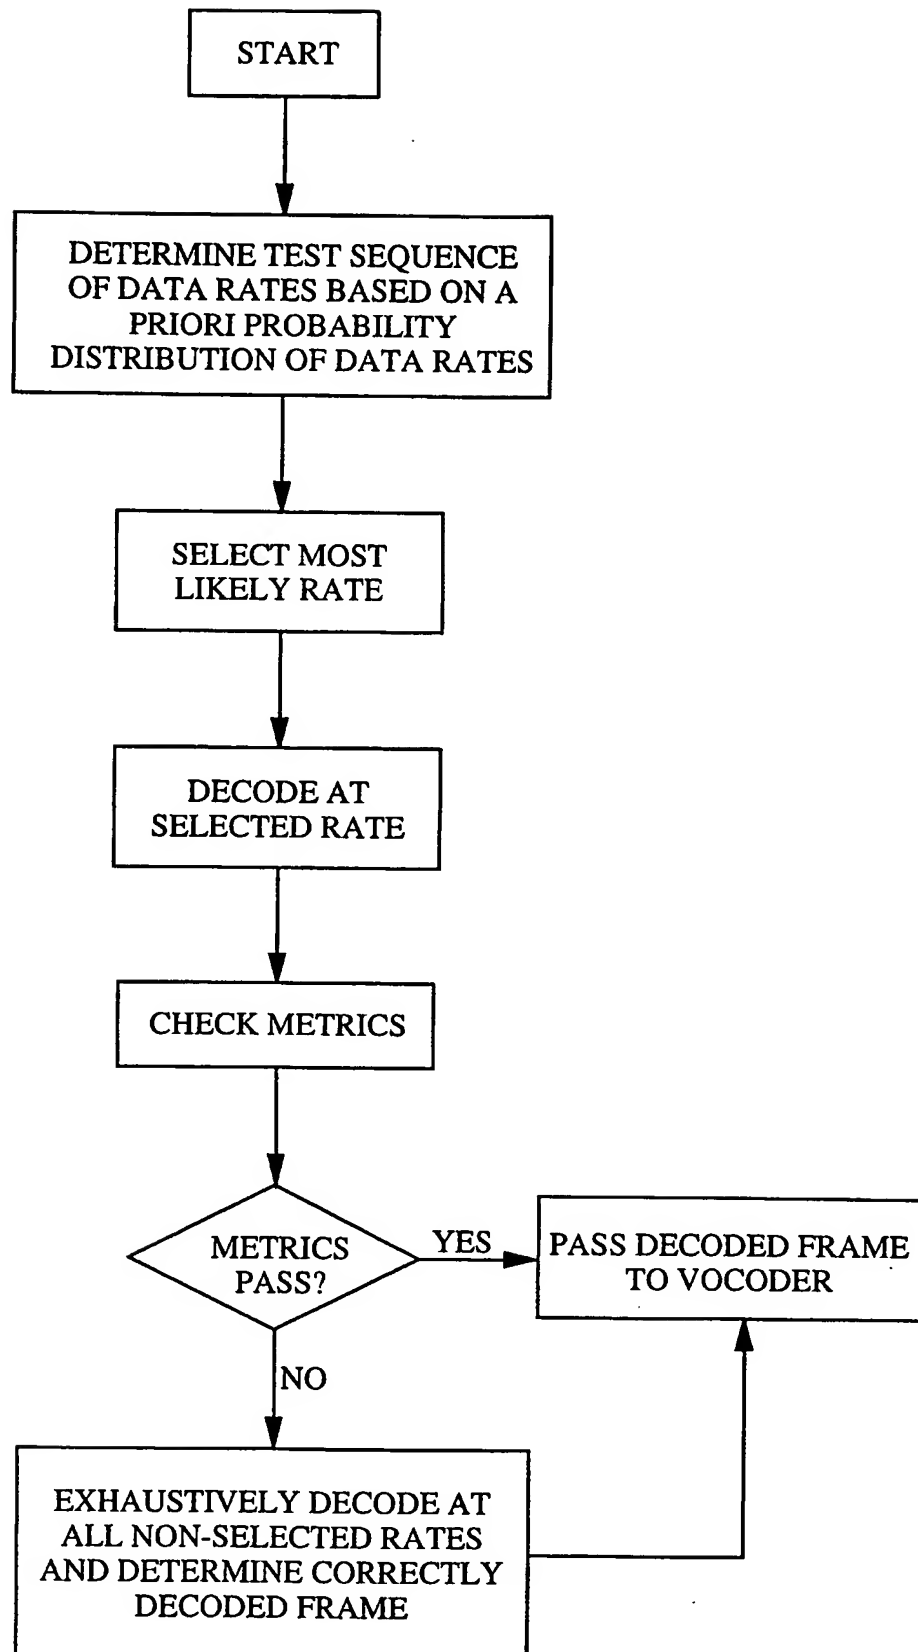 START
DETERMINE TEST SEQUENCE
OF DATA RATES BASED ON A
PRIORI PROBABILITY
DISTRIBUTION OF DATA RATES
SELECT MOST
LIKELY RATE
DECODE AT
SELECTED RATE
CHECK METRICS
METRICS
PASS?
YES
PASS DECODED FRAME
TO VOCODER
NO
EXHAUSTIVELY DECODE AT
ALL NON-SELECTED RATES
AND DETERMINE CORRECTLY
DECODED FRAME